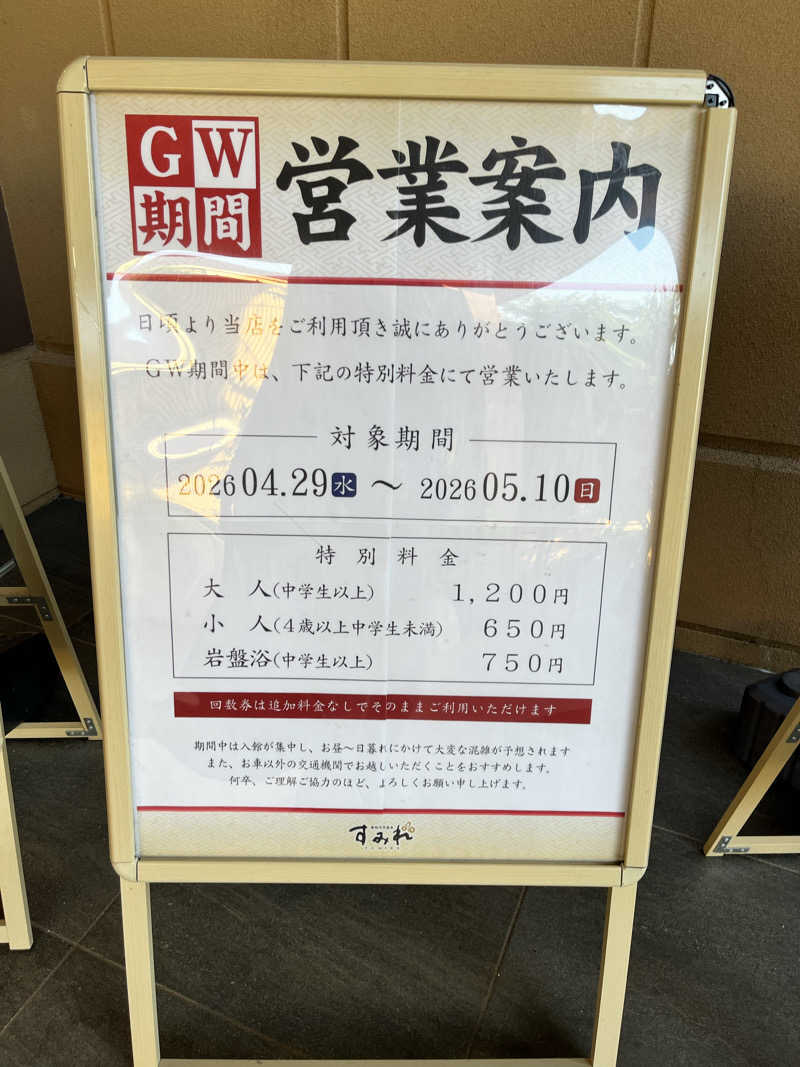 GW
期間
営業案内
日頃より当店をご利用頂き誠にありがとうございます。
GW期間中は、下記の特別料金にて営業いたします。
対象期間
2026 04.29 水 〜 2026 05.10 日
特別料金
大 人(中学生以上) 1,200円
小 人(4歳以上中学生未満) 650円
岩盤浴(中学生以上) 750円
回数券は追加料金なしでそのままご利用いただけます
期間中は入館が集中し、お昼〜日暮れにかけて大変な混雑が予想されます
また、お車以外の交通機関でお越しいただくことをおすすめします。
何卒、ご理解ご協力のほど、よろしくお願い申し上げます。
すみれ